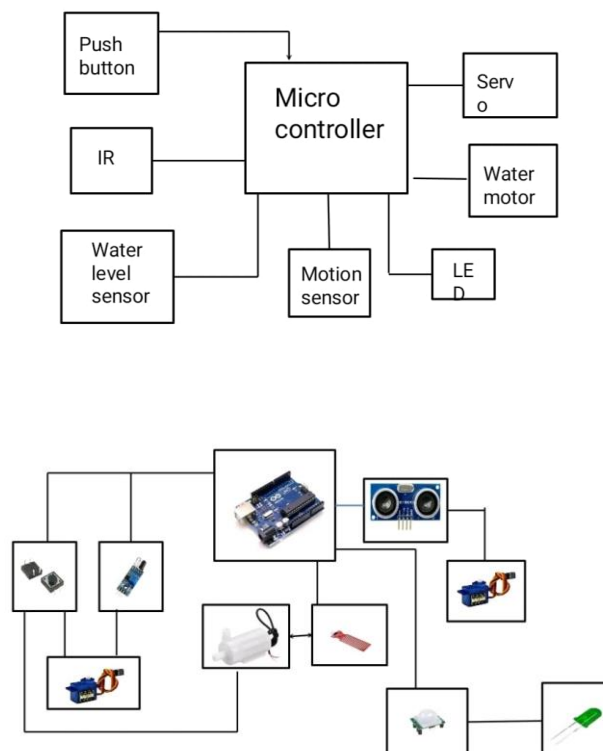 Push
button
Micro
controller
Serv
o
IR
Water
motor
Water
level
sensor
Motion
sensor
LE
D